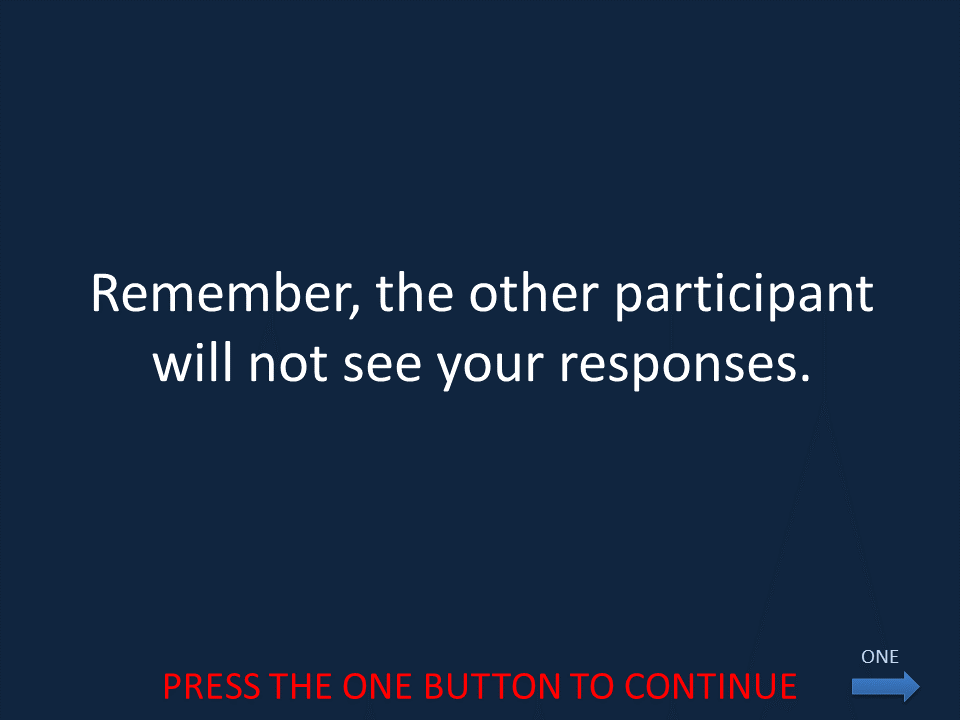 Remember, the other participant
will not see your responses.
ONE
PRESS THE ONE BUTTON TO CONTINUE